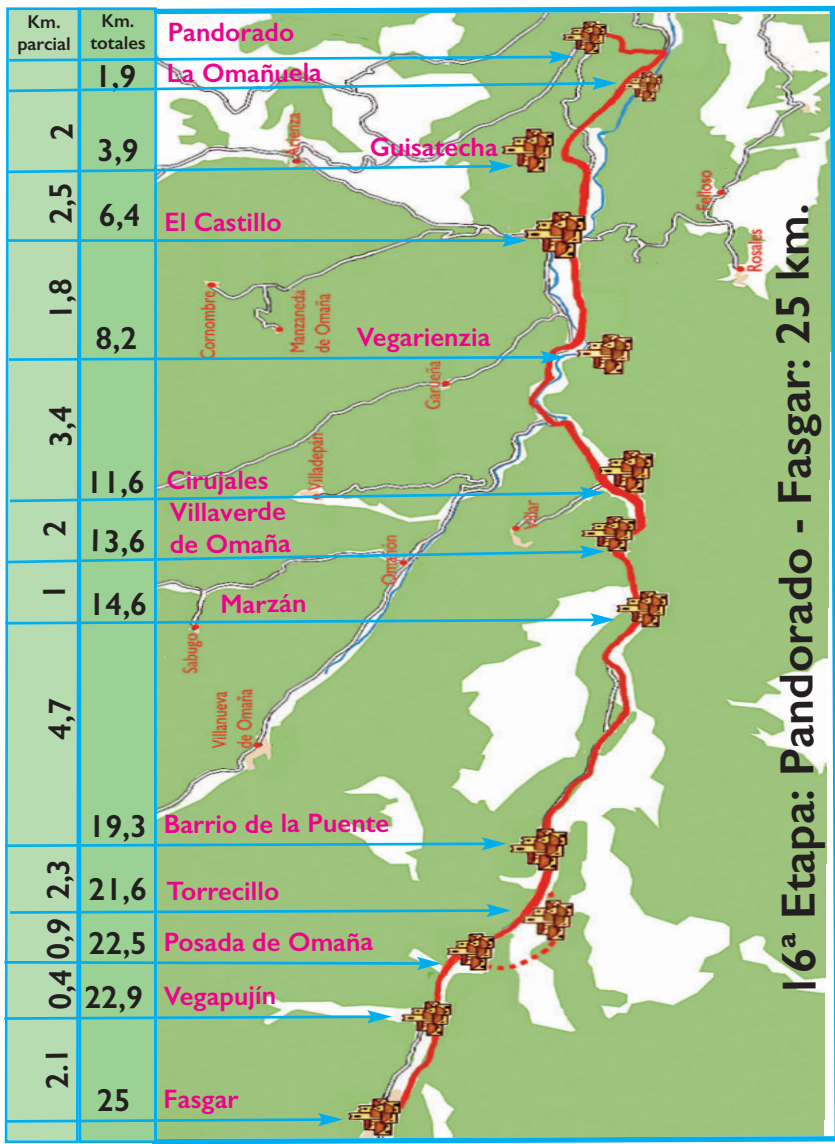 Km.
parcial
Km.
totales
Pandorado
1,9
La Omañuela
2
3,9
Guisatecha
2,5
6,4
El Castillo
1,8
8,2
Vegarienzia
3,4
11,6
Cirujales
2
13,6
Villaverde
de Omaña
1
14,6
Marzán
4,7
19,3
Barrio de la Puente
2,3
21,6
Torrecillo
0,9
22,5
Posada de Omaña
0,4
22,9
Vegapujín
2.1
25
Fasgar
Arienza
Felloso
Rosales
Cornombre
Manzaneda
de Omaña
Garueña
Villadepán
Villar
Omañón
Sabugo
Villanueva
de Omaña
16ª Etapa: Pandorado - Fasgar: 25 km.